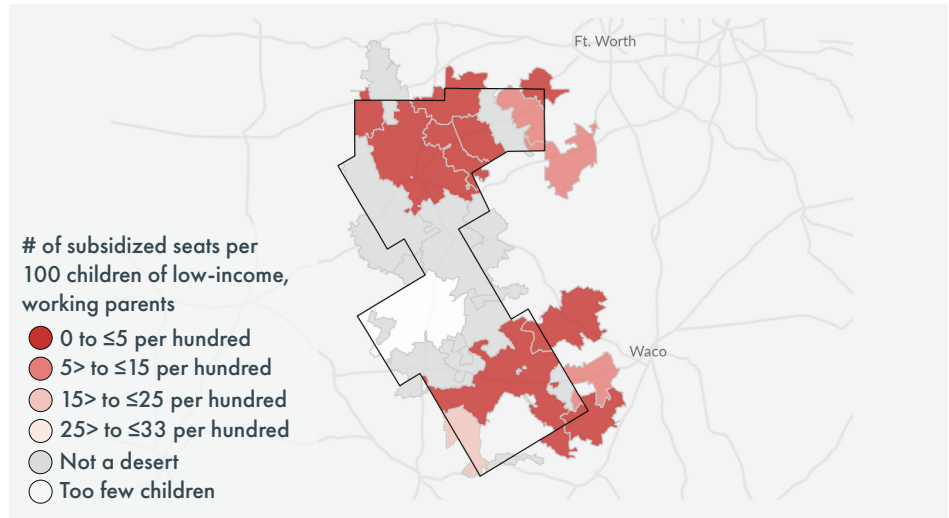 Ft. Worth
# of subsidized seats per
100 children of low-income,
working parents
0 to ≤5 per hundred
5> to ≤15 per hundred
15> to ≤25 per hundred
25> to ≤33 per hundred
Not a desert
Too few children
Waco